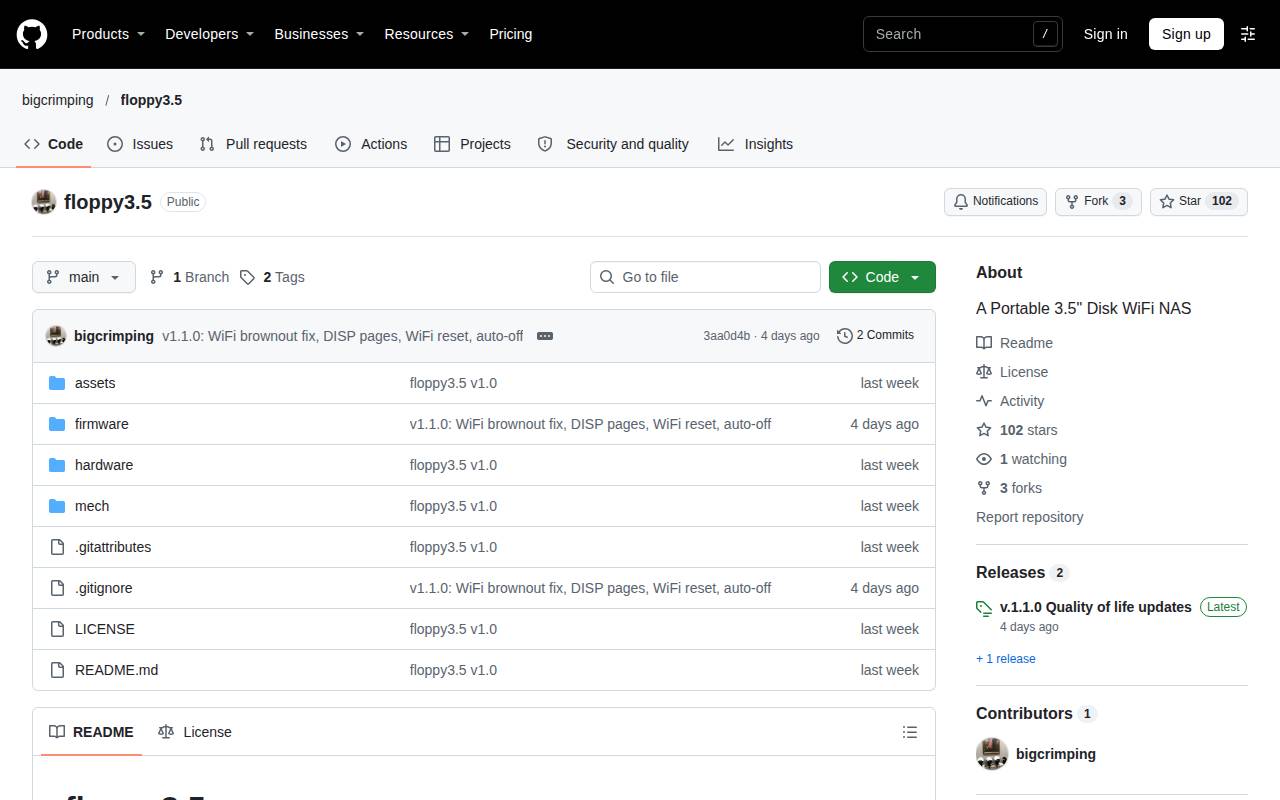 Products Developers Businesses Resources Pricing Search / Sign in Sign up
bigcrimping / floppy3.5
Code Issues Pull requests Actions Projects Security and quality Insights
floppy3.5 Public Notifications Fork 3 Star 102
main 1 Branch 2 Tags Go to file Code
bigcrimping v1.1.0: WiFi brownout fix, DISP pages, WiFi reset, auto-off 3aa0d4b · 4 days ago 2 Commits
assets floppy3.5 v1.0 last week
firmware v1.1.0: WiFi brownout fix, DISP pages, WiFi reset, auto-off 4 days ago
hardware floppy3.5 v1.0 last week
mech floppy3.5 v1.0 last week
.gitattributes floppy3.5 v1.0 last week
.gitignore v1.1.0: WiFi brownout fix, DISP pages, WiFi reset, auto-off 4 days ago
LICENSE floppy3.5 v1.0 last week
README.md floppy3.5 v1.0 last week
README License
About
A Portable 3.5" Disk WiFi NAS
Readme
License
Activity
102 stars
1 watching
3 forks
Report repository
Releases 2
v.1.1.0 Quality of life updates Latest
4 days ago
+ 1 release
Contributors 1
bigcrimping